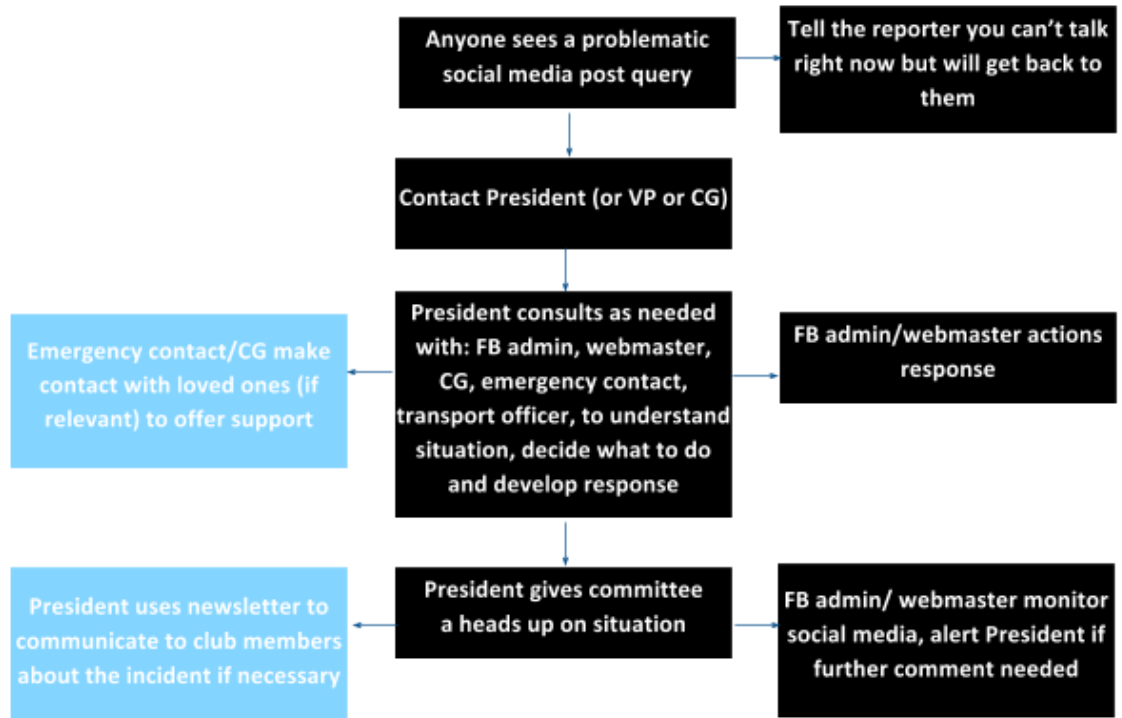 Anyone sees a problematic
social media post query
Tell the reporter you can’t talk
right now but will get back to
them
Contact President (or VP or CG)
Emergency contact/CG make
contact with loved ones (if
relevant) to offer support
President consults as needed
with: FB admin, webmaster,
CG, emergency contact,
transport officer, to understand
situation, decide what to do
and develop response
FB admin/webmaster actions
response
President uses newsletter to
communicate to club members
about the incident if necessary
President gives committee
a heads up on situation
FB admin/ webmaster monitor
social media, alert President if
further comment needed